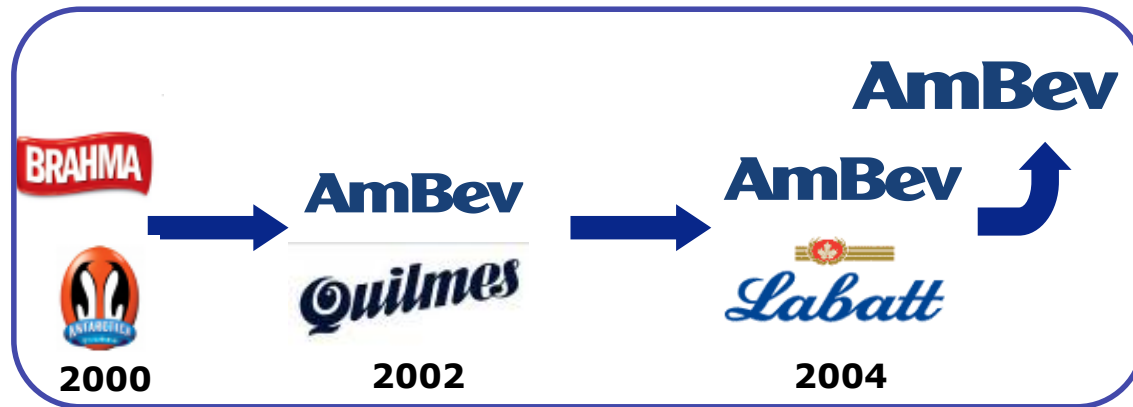 BRAHMA
ANTARCTICA
2000
AmBev
Quilmes
2002
AmBev
Labatt
2004
AmBev